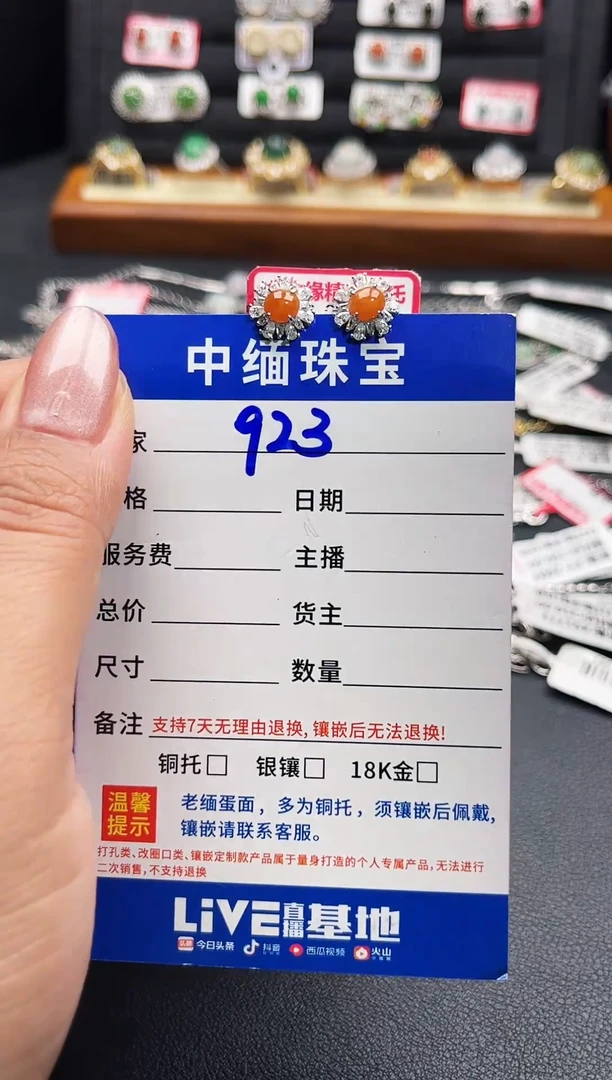 缘精 托
中缅珠宝
家 923
格 日期
服务费 主播
总价 货主
尺寸 数量
备注 支持7天无理由退换,镶嵌后无法退换!
铜托□ 银镶□ 18K金□
温馨提示
老缅蛋面，多为铜托，须镶嵌后佩戴,
镶嵌请联系客服。
打孔类、改圈口类、镶嵌定制款产品属于量身打造的个人专属产品,无法进行
二次销售,不支持退换
LiVE直播基地
头条 今日头条 抖音 西瓜视频 火山